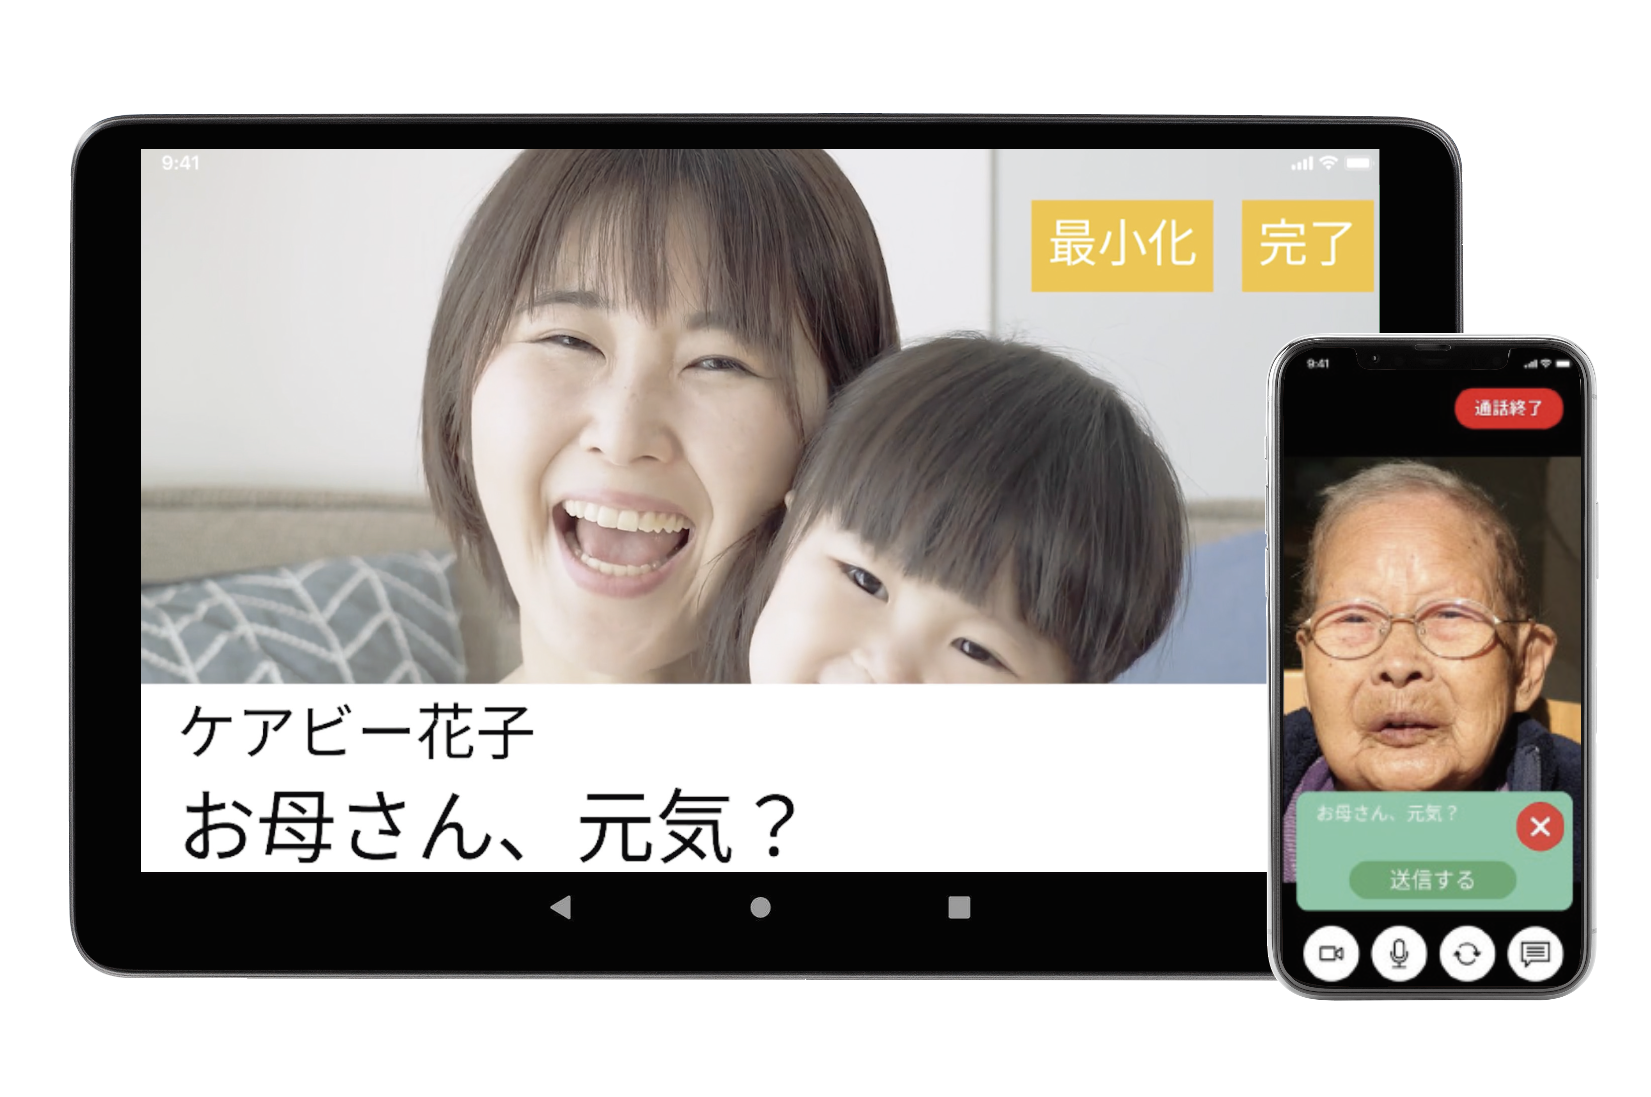 9:41
最小化 完了
ケアビー花子
お母さん、元気？
9:41
通話終了
お母さん、元気？
送信する